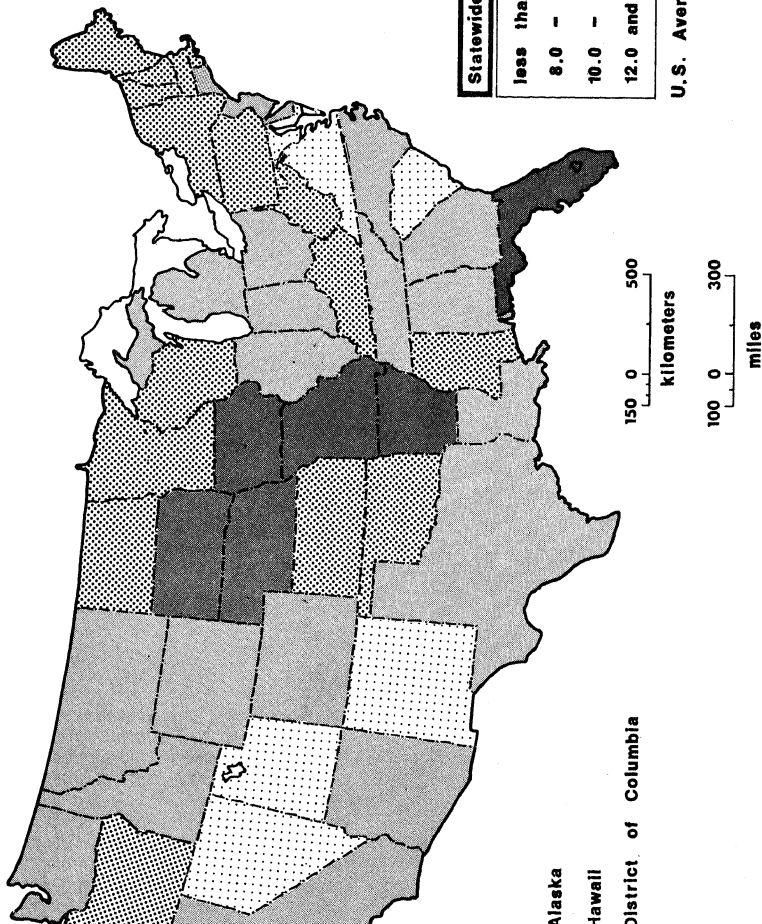 Statewide
less tha
8.0 –
10.0 –
12.0 and
U.S. Aver
150 0 500
kilometers
100 0 300
miles
Alaska
Hawaii
District of Columbia